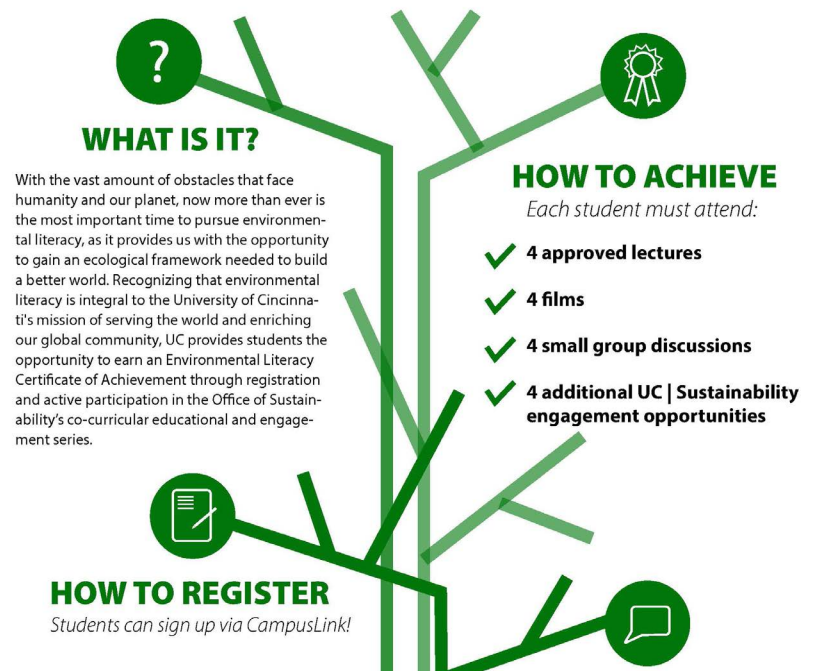 ?
WHAT IS IT?
With the vast amount of obstacles that face
humanity and our planet, now more than ever is
the most important time to pursue environmen-
tal literacy, as it provides us with the opportunity
to gain an ecological framework needed to build
a better world. Recognizing that environmental
literacy is integral to the University of Cincinna-
ti's mission of serving the world and enriching
our global community, UC provides students the
opportunity to earn an Environmental Literacy
Certificate of Achievement through registration
and active participation in the Office of Sustain-
ability’s co-curricular educational and engage-
ment series.
HOW TO ACHIEVE
Each student must attend:
4 approved lectures
4 films
4 small group discussions
4 additional UC | Sustainability
engagement opportunities
HOW TO REGISTER
Students can sign up via CampusLink!